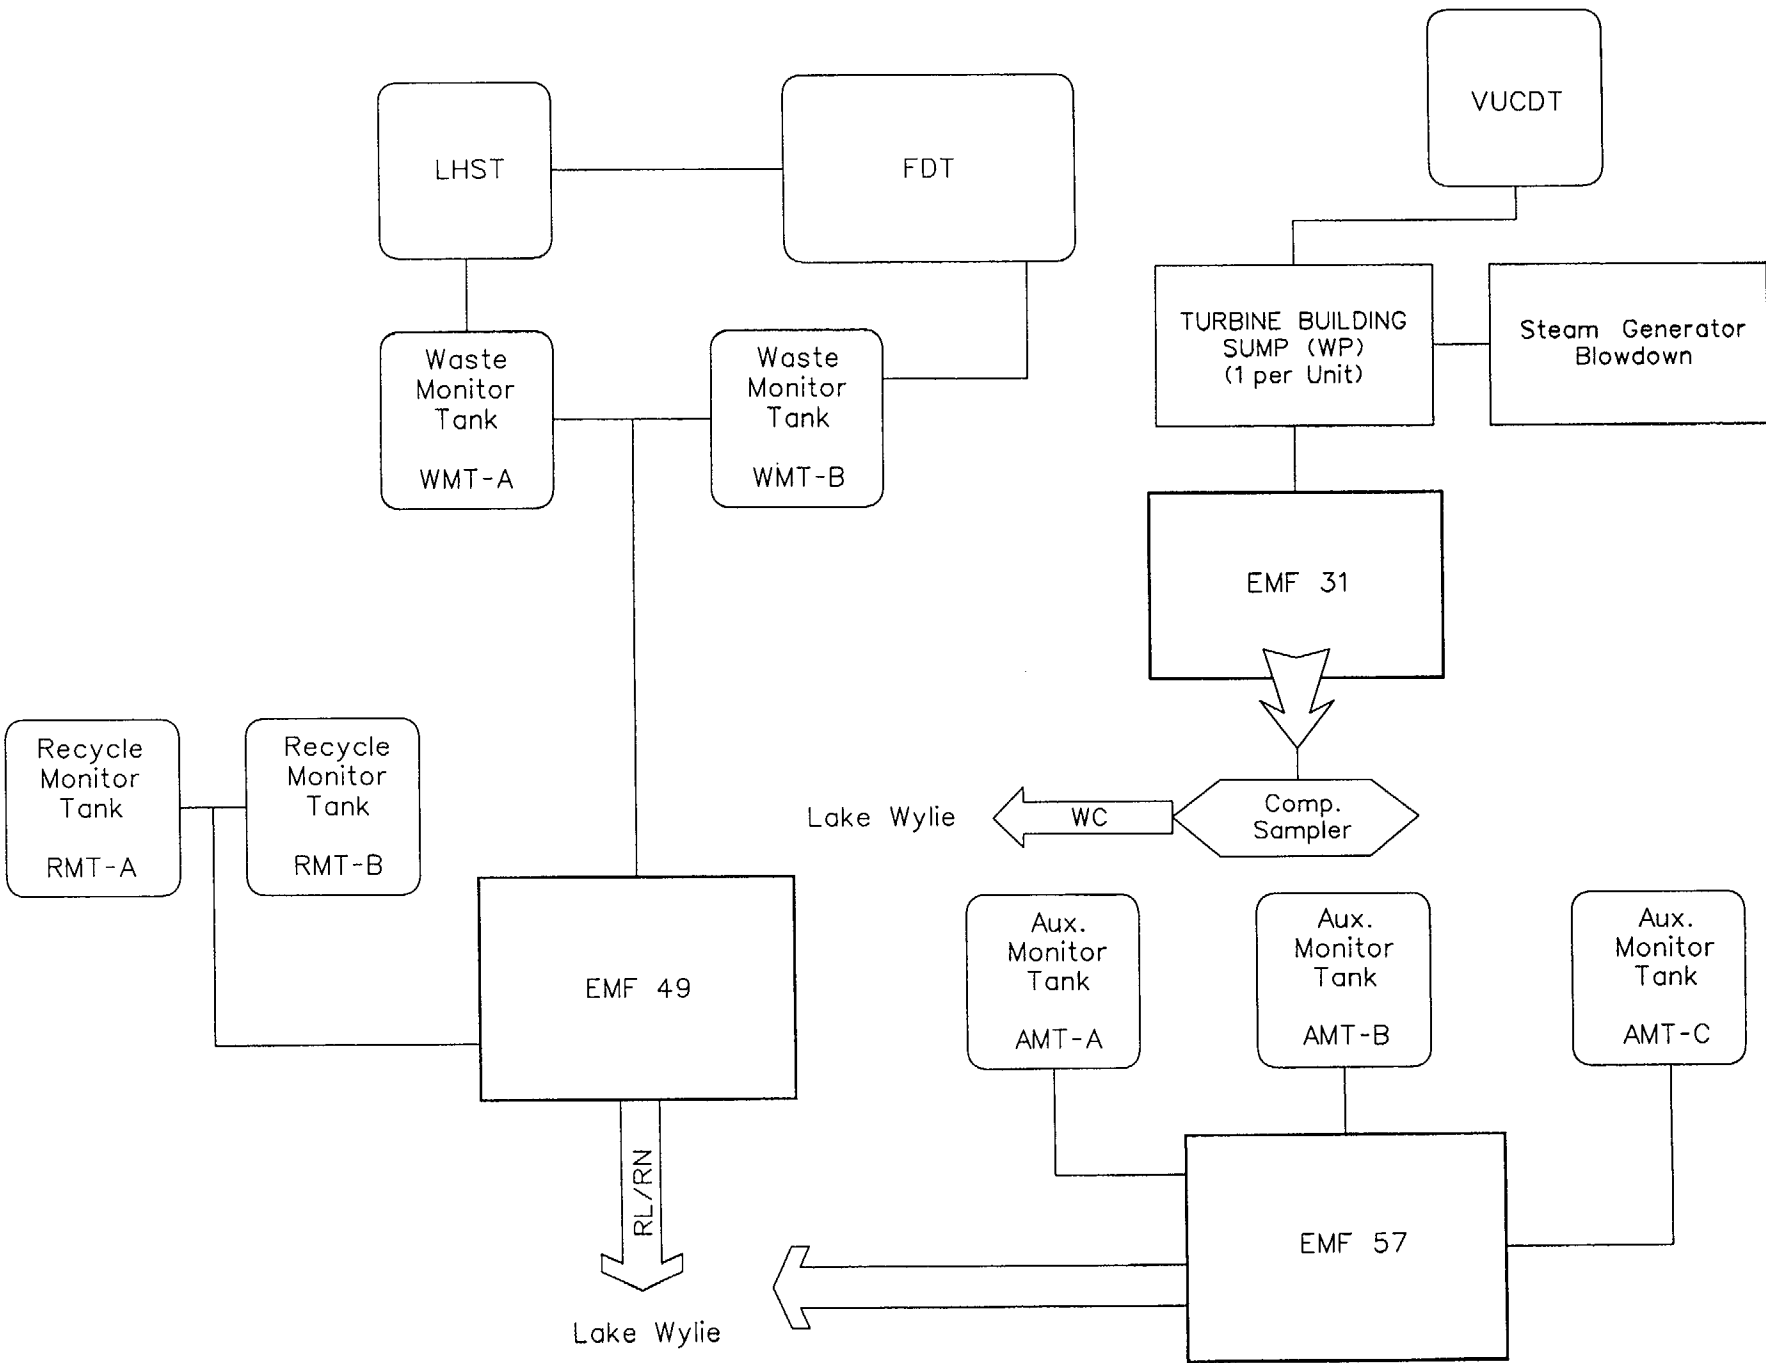 VUCDT
LHST
FDT
TURBINE BUILDING
SUMP (WP)
(1 per Unit)
Steam Generator
Blowdown
Waste
Monitor
Tank
WMT-A
Waste
Monitor
Tank
WMT-B
EMF 31
Recycle
Monitor
Tank
RMT-A
Recycle
Monitor
Tank
RMT-B
Lake Wylie
WC
Comp.
Sampler
EMF 49
Aux.
Monitor
Tank
AMT-A
Aux.
Monitor
Tank
AMT-B
Aux.
Monitor
Tank
AMT-C
RL/RN
EMF 57
Lake Wylie